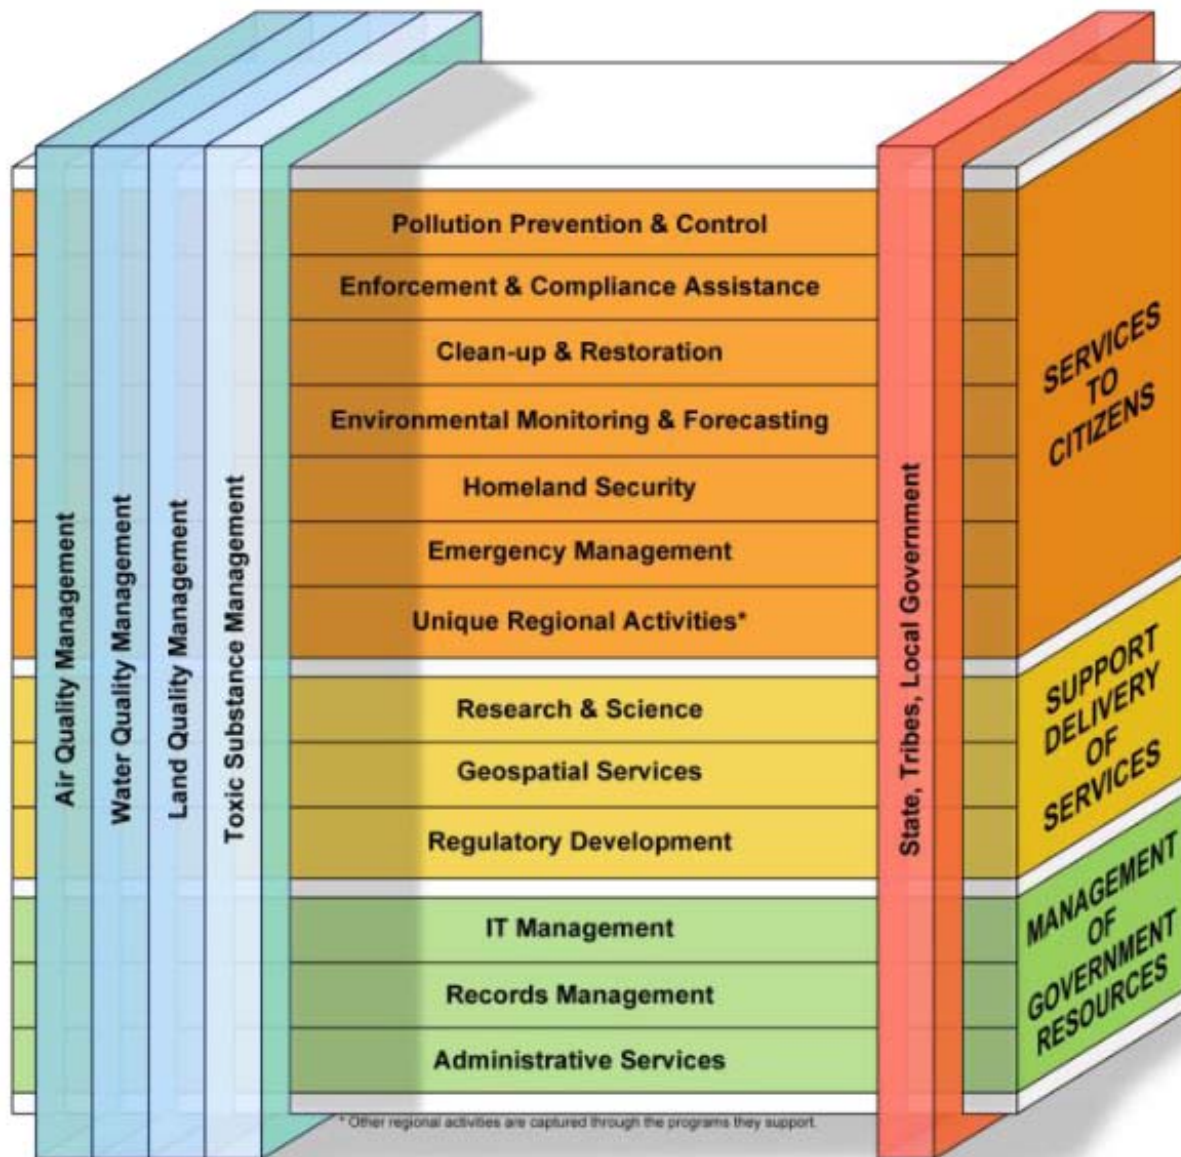 Pollution Prevention & Control
Enforcement & Compliance Assistance
Clean-up & Restoration
Environmental Monitoring & Forecasting
Homeland Security
Emergency Management
Unique Regional Activities*
Research & Science
Geospatial Services
Regulatory Development
IT Management
Records Management
Administrative Services
Air Quality Management
Water Quality Management
Land Quality Management
Toxic Substance Management
State, Tribes, Local Government
SERVICES
TO
CITIZENS
SUPPORT
DELIVERY
OF
SERVICES
MANAGEMENT
OF
GOVERNMENT
RESOURCES
* Other regional activities are captured through the programs they support.